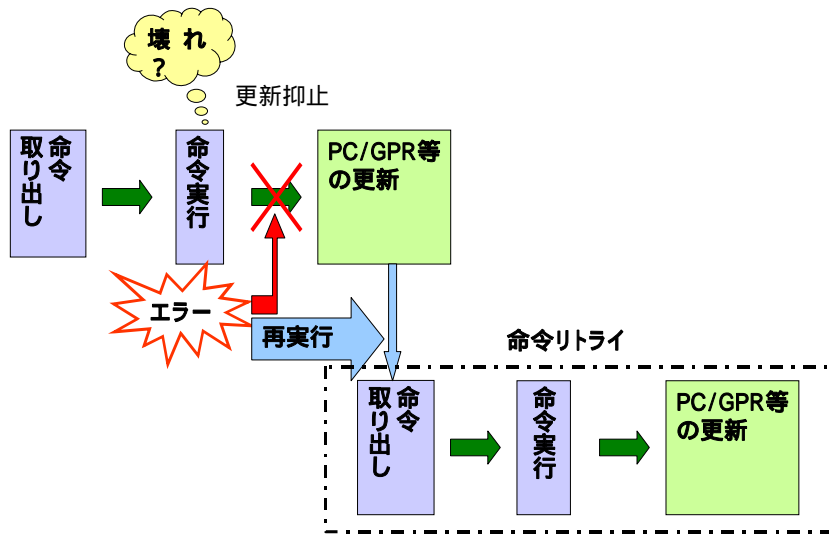 壊 れ
？
更新抑止
命令
取り出し
命令実行
PC/GPR等
の更新
エラー
再実行
命令リトライ
命令
取り出し
命令実行
PC/GPR等
の更新